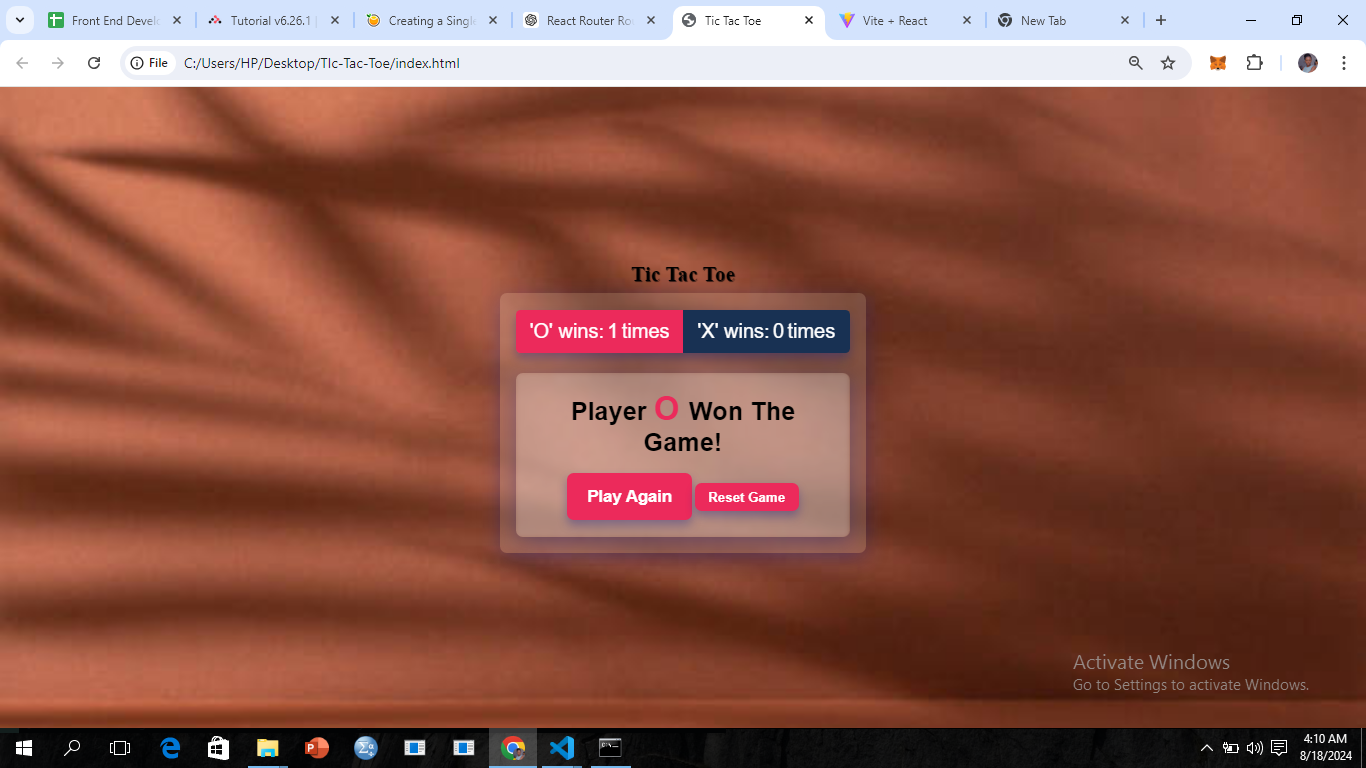 Front End Develo
Tutorial v6.26.1
Creating a Single
React Router Ro
Tic Tac Toe
Vite + React
New Tab
File
C:/Users/HP/Desktop/TIc-Tac-Toe/index.html
Tic Tac Toe
'O' wins: 1 times
'X' wins: 0 times
Player O Won The
Game!
Play Again
Reset Game
Activate Windows
Go to Settings to activate Windows.
4:10 AM
8/18/2024